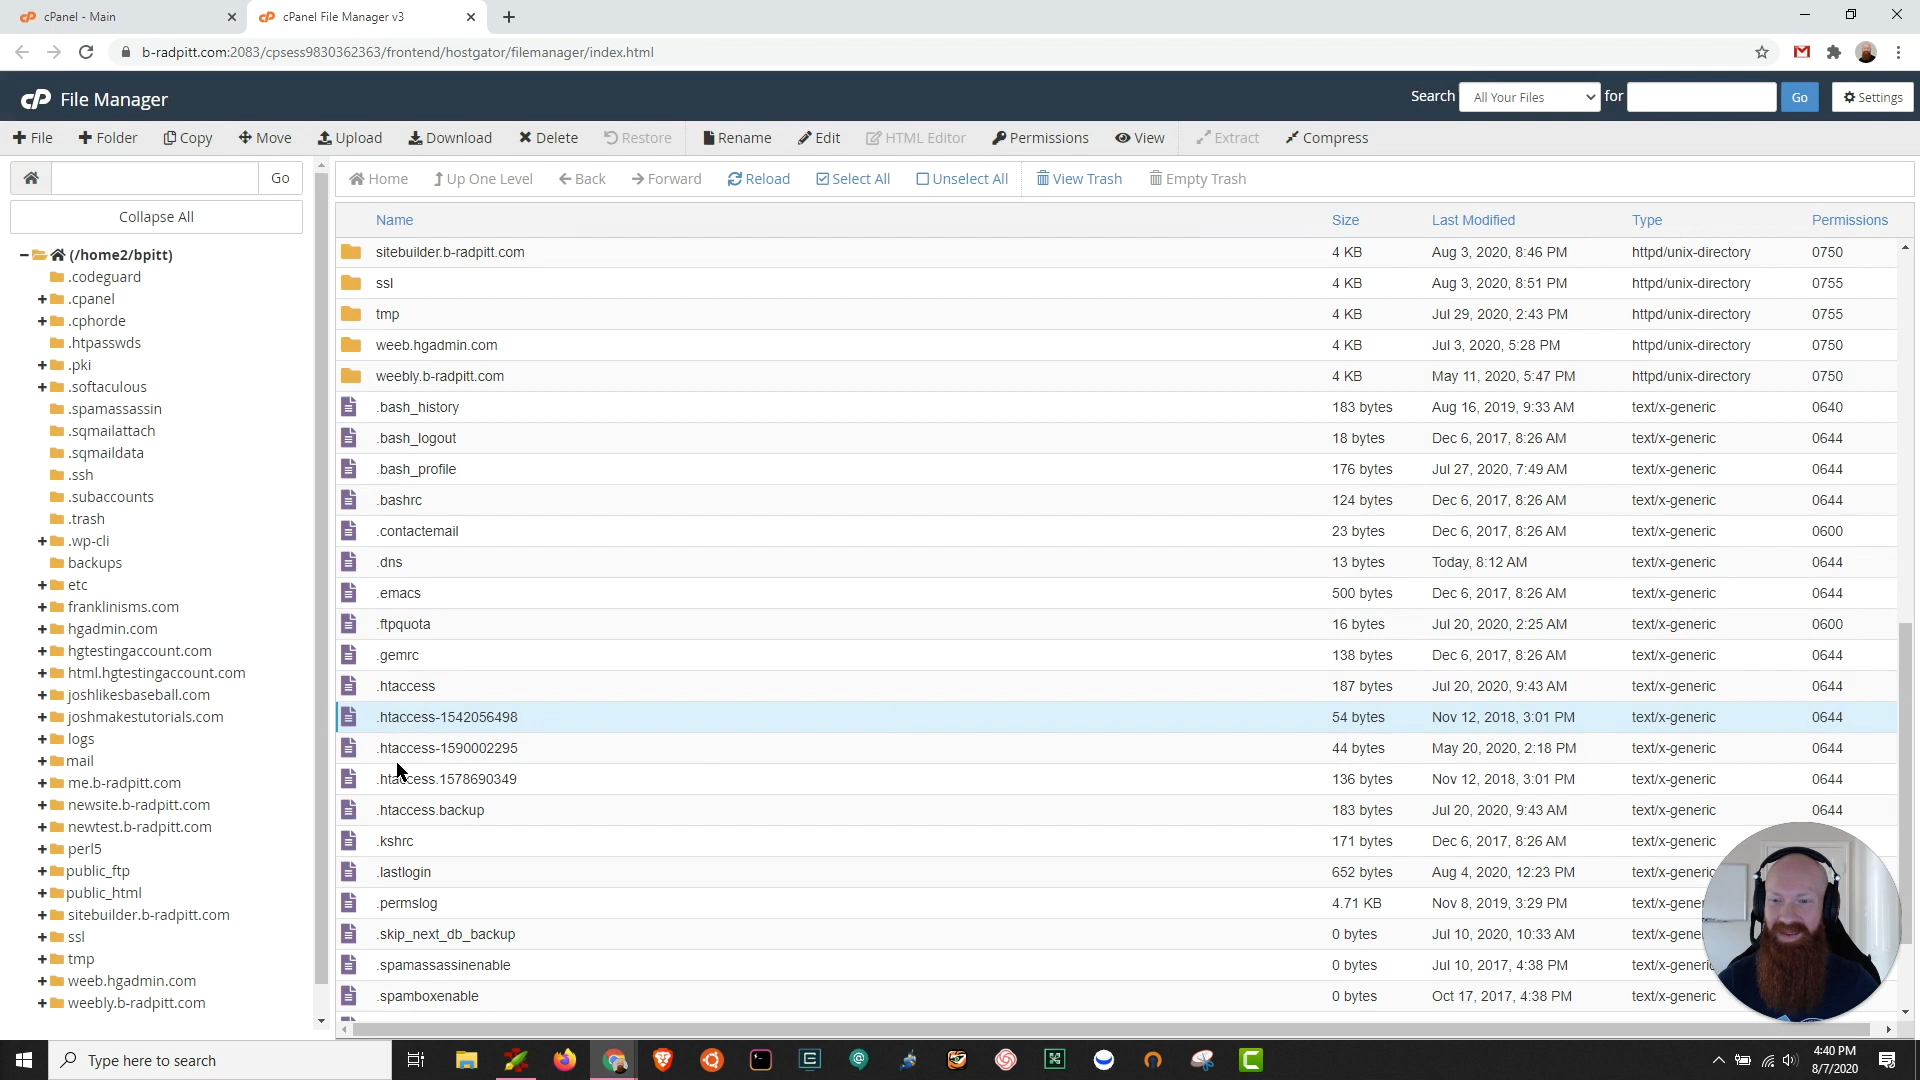 cPanel - Main
cPanel File Manager v3
b-radpitt.com:2083/cpsess9830362363/frontend/hostgator/filemanager/index.html
cP File Manager
Search All Your Files for Go Settings
File Folder Copy Move Upload Download Delete Restore Rename Edit HTML Editor Permissions View Extract Compress
Go
Home Up One Level Back Forward Reload Select All Unselect All View Trash Empty Trash
Collapse All
(/home2/bpitt)
.codeguard
.cpanel
.cphorde
.htpasswds
.pki
.softaculous
.spamassassin
.sqmailattach
.sqmaildata
.ssh
.subaccounts
.trash
.wp-cli
backups
etc
franklinisms.com
hgadmin.com
hgtestingaccount.com
html.hgtestingaccount.com
joshlikesbaseball.com
joshmakestutorials.com
logs
mail
me.b-radpitt.com
newsite.b-radpitt.com
newtest.b-radpitt.com
perl5
public_ftp
public_html
sitebuilder.b-radpitt.com
ssl
tmp
weeb.hgadmin.com
weebly.b-radpitt.com
Name Size Last Modified Type Permissions
sitebuilder.b-radpitt.com 4 KB Aug 3, 2020, 8:46 PM httpd/unix-directory 0750
ssl 4 KB Aug 3, 2020, 8:51 PM httpd/unix-directory 0755
tmp 4 KB Jul 29, 2020, 2:43 PM httpd/unix-directory 0755
weeb.hgadmin.com 4 KB Jul 3, 2020, 5:28 PM httpd/unix-directory 0750
weebly.b-radpitt.com 4 KB May 11, 2020, 5:47 PM httpd/unix-directory 0750
.bash_history 183 bytes Aug 16, 2019, 9:33 AM text/x-generic 0640
.bash_logout 18 bytes Dec 6, 2017, 8:26 AM text/x-generic 0644
.bash_profile 176 bytes Jul 27, 2020, 7:49 AM text/x-generic 0644
.bashrc 124 bytes Dec 6, 2017, 8:26 AM text/x-generic 0644
.contactemail 23 bytes Dec 6, 2017, 8:26 AM text/x-generic 0600
.dns 13 bytes Today, 8:12 AM text/x-generic 0644
.emacs 500 bytes Dec 6, 2017, 8:26 AM text/x-generic 0644
.ftpquota 16 bytes Jul 20, 2020, 2:25 AM text/x-generic 0600
.gemrc 138 bytes Dec 6, 2017, 8:26 AM text/x-generic 0644
.htaccess 187 bytes Jul 20, 2020, 9:43 AM text/x-generic 0644
.htaccess-1542056498 54 bytes Nov 12, 2018, 3:01 PM text/x-generic 0644
.htaccess-1590002295 44 bytes May 20, 2020, 2:18 PM text/x-generic 0644
.htaccess.1578690349 136 bytes Nov 12, 2018, 3:01 PM text/x-generic 0644
.htaccess.backup 183 bytes Jul 20, 2020, 9:43 AM text/x-generic 0644
.kshrc 171 bytes Dec 6, 2017, 8:26 AM text/x-generic
.lastlogin 652 bytes Aug 4, 2020, 12:23 PM text/x-generic
.permslog 4.71 KB Nov 8, 2019, 3:29 PM text/x-gene
.skip_next_db_backup 0 bytes Jul 10, 2020, 10:33 AM text/x-gene
.spamassassinenable 0 bytes Jul 10, 2017, 4:38 PM text/x-generi
.spamboxenable 0 bytes Oct 17, 2017, 4:38 PM text/x-generic
Type here to search
4:40 PM
8/7/2020